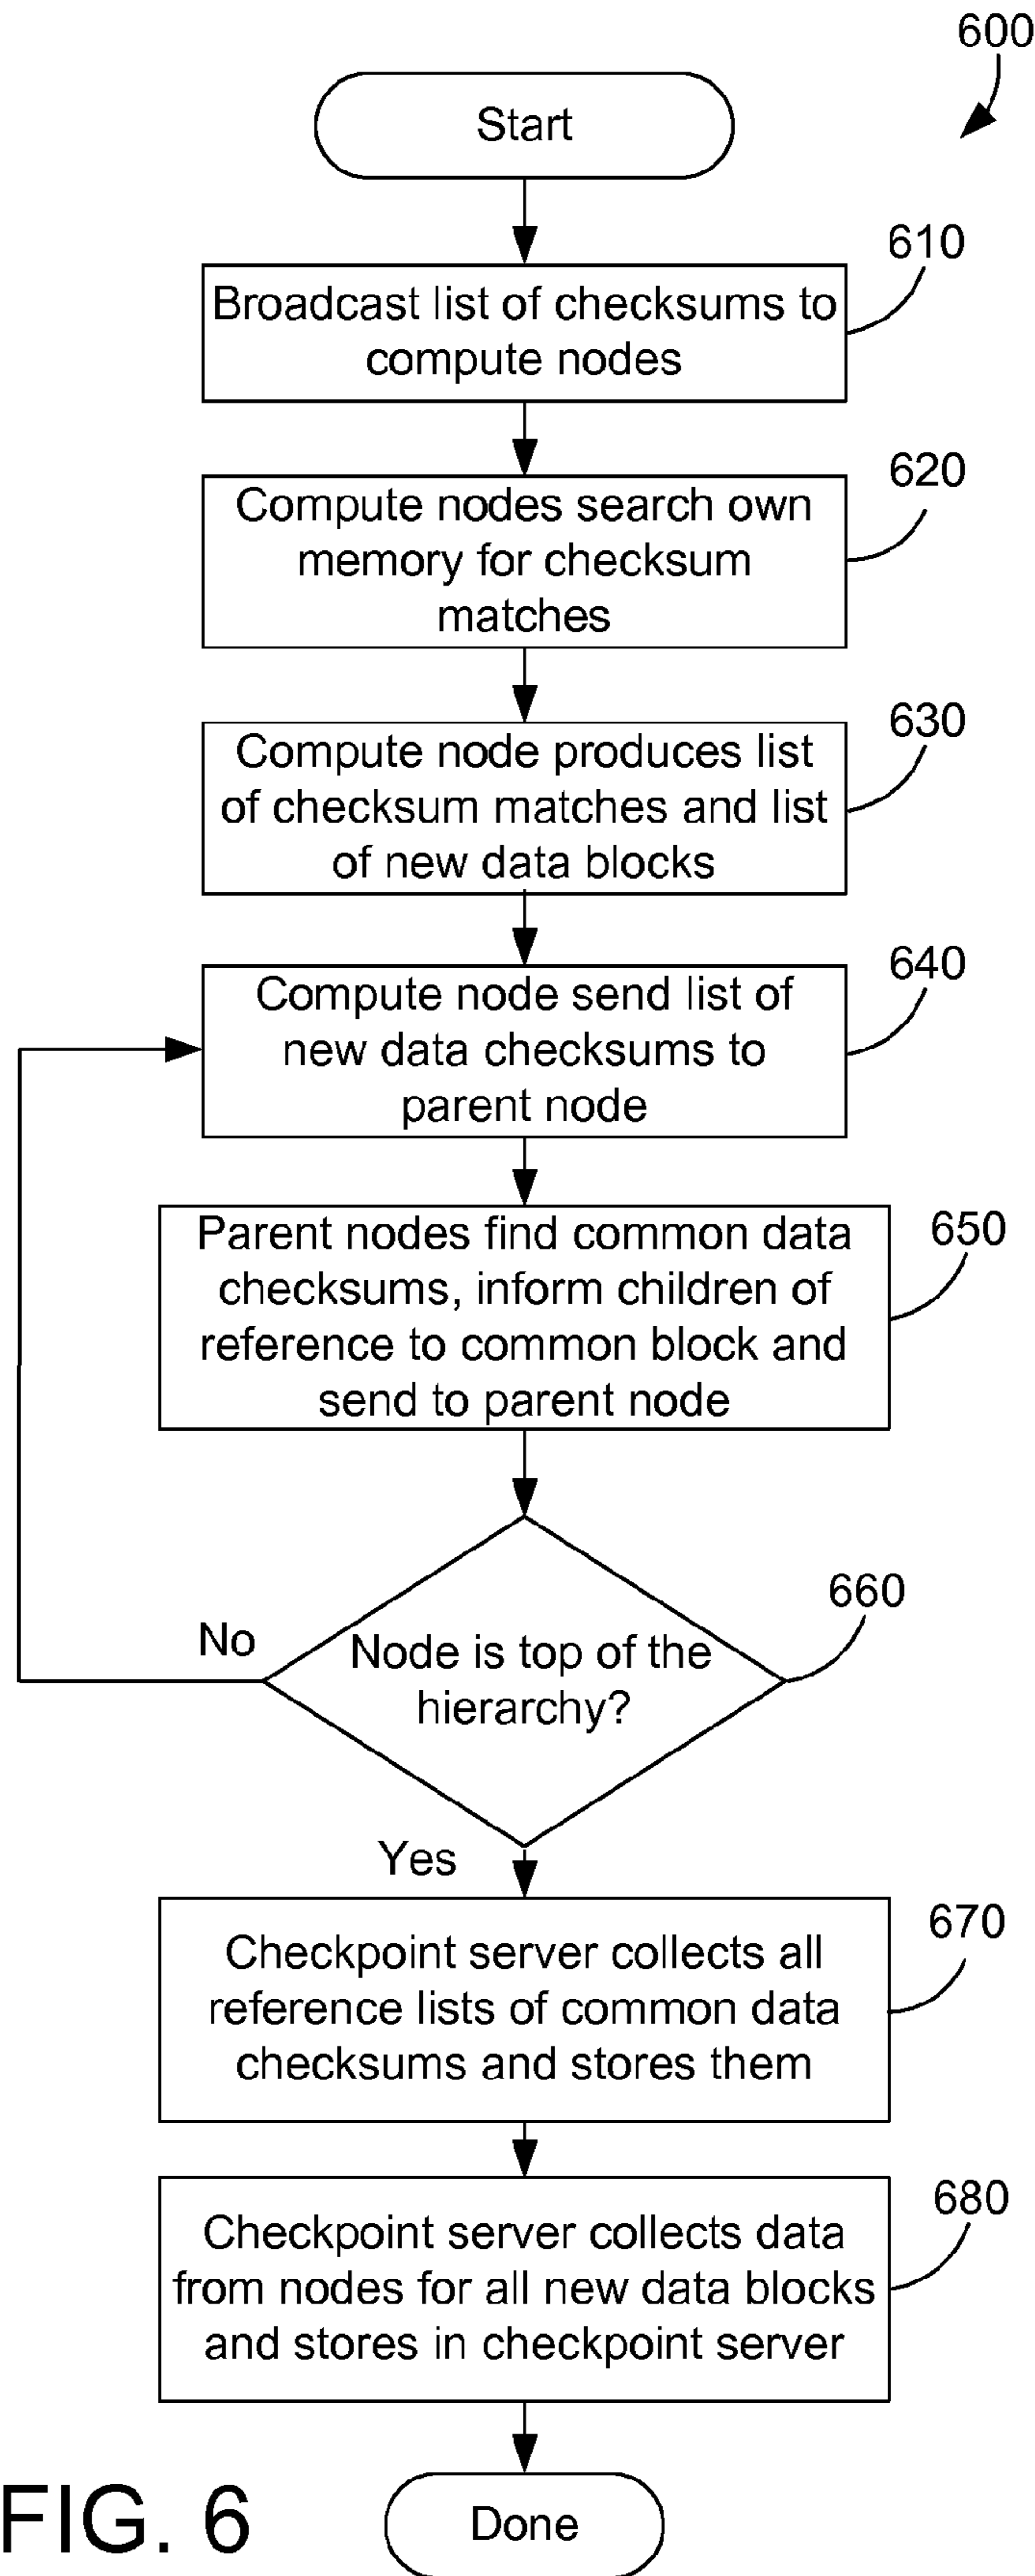 600
Start
610
Broadcast list of checksums to
compute nodes
620
Compute nodes search own
memory for checksum
matches
630
Compute node produces list
of checksum matches and list
of new data blocks
640
Compute node send list of
new data checksums to
parent node
650
Parent nodes find common data
checksums, inform children of
reference to common block and
send to parent node
660
No
Node is top of the
hierarchy?
Yes
670
Checkpoint server collects all
reference lists of common data
checksums and stores them
680
Checkpoint server collects data
from nodes for all new data blocks
and stores in checkpoint server
Done
FIG. 6